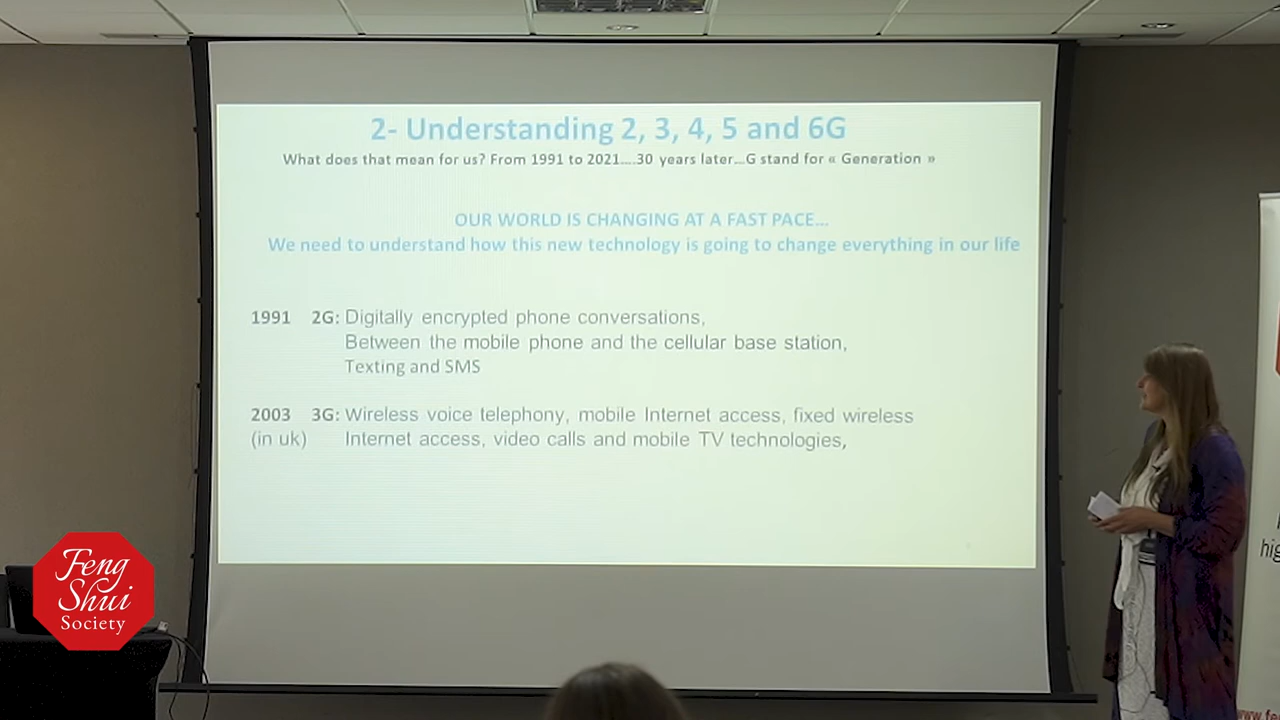 2- Understanding 2, 3, 4, 5 and 6G
What does that mean for us? From 1991 to 2021....30 years later...G stand for « Generation »
OUR WORLD IS CHANGING AT A FAST PACE...
We need to understand how this new technology is going to change everything in our life
1991 2G: Digitally encrypted phone conversations,
Between the mobile phone and the cellular base station,
Texting and SMS
2003 3G: Wireless voice telephony, mobile Internet access, fixed wireless
(in uk) Internet access, video calls and mobile TV technologies,
Feng
Shui
Society